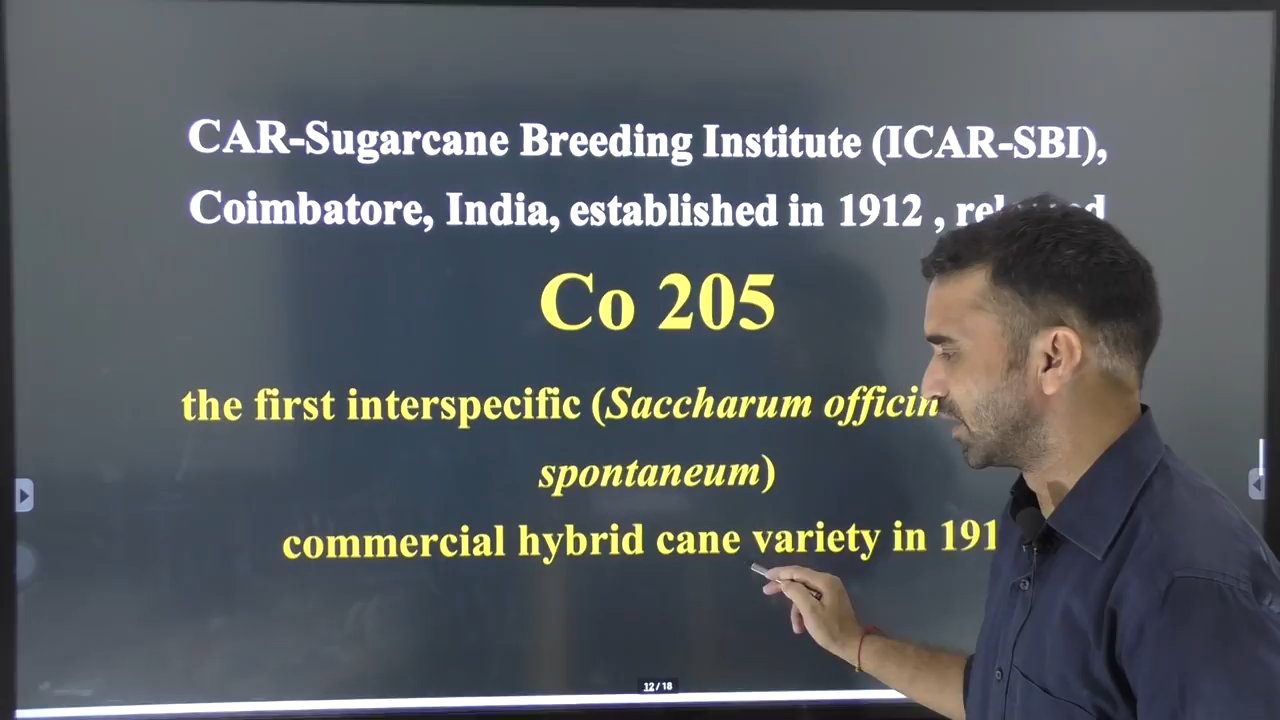 CAR-Sugarcane Breeding Institute (ICAR-SBI),
Coimbatore, India, established in 1912 ,
Co 205
the first interspecific (Saccharum
spontaneum)
commercial hybrid cane variety in
12 / 18